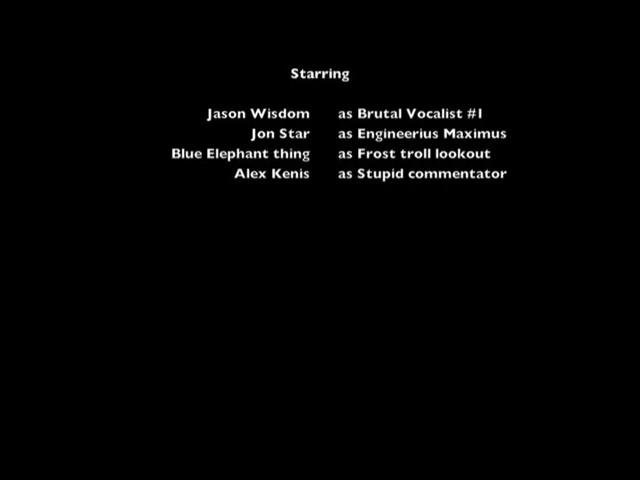 Starring
Jason Wisdom as Brutal Vocalist #1
Jon Star as Engineerius Maximus
Blue Elephant thing as Frost troll lookout
Alex Kenis as Stupid commentator